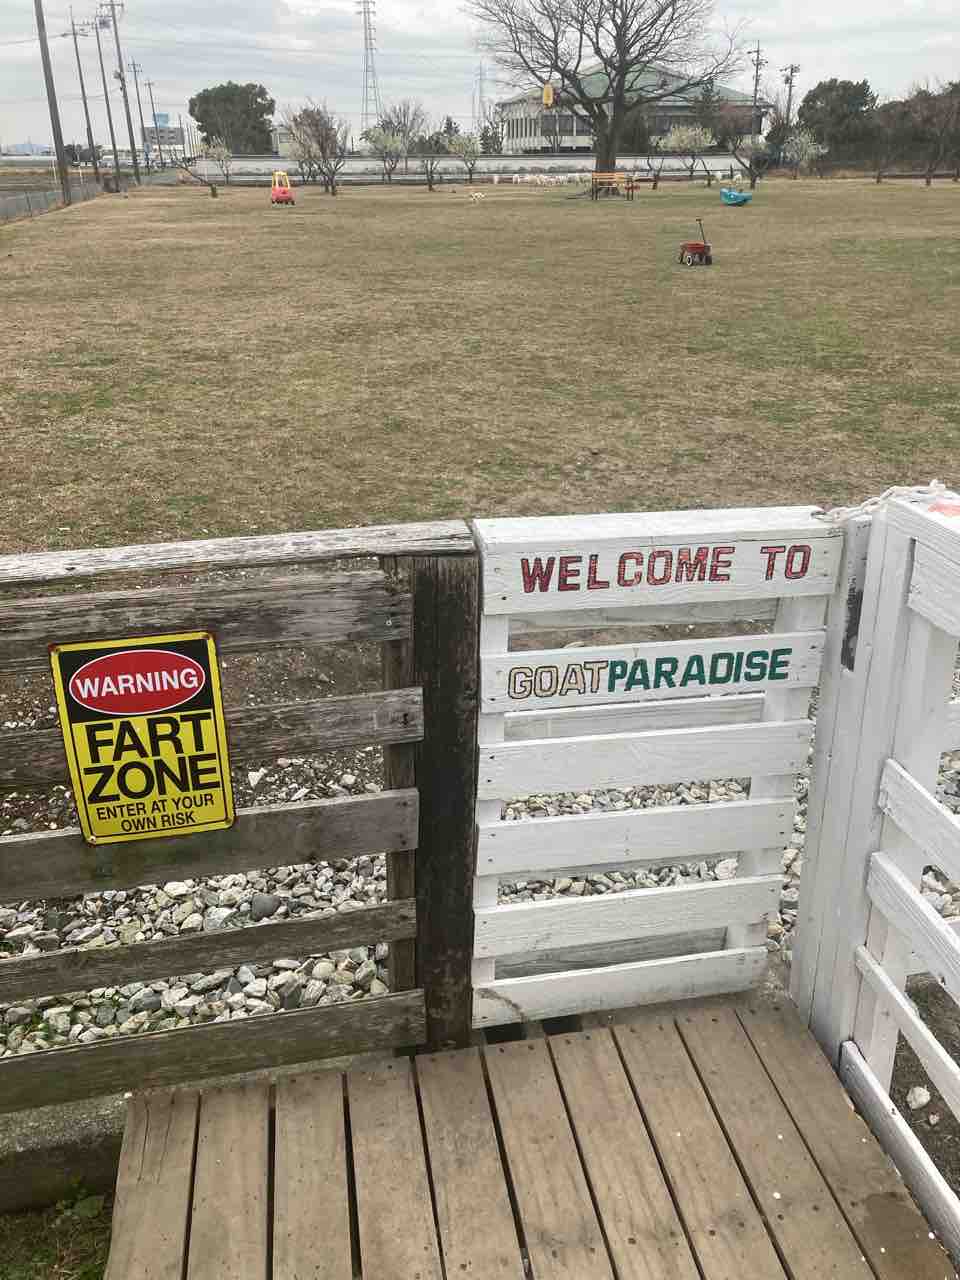 WARNING
FART
ZONE
ENTER AT YOUR
OWN RISK
WELCOME TO
GOATPARADISE